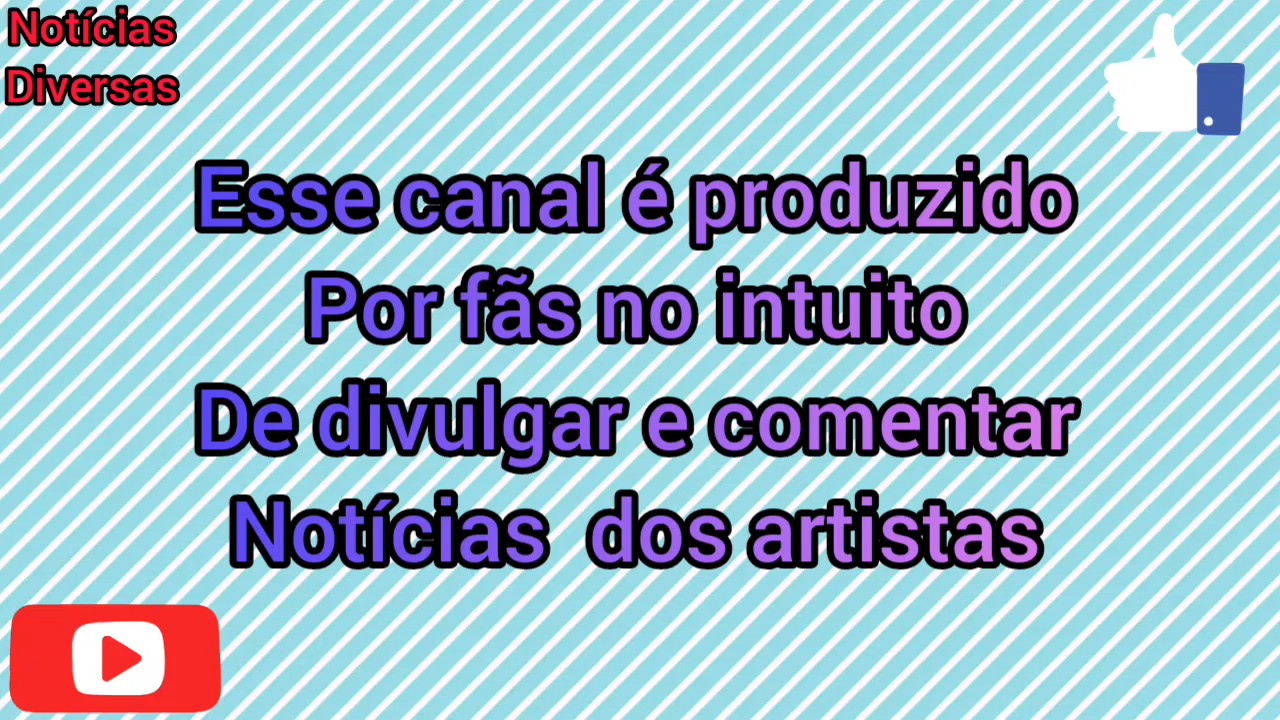 Notícias
Diversas
Esse canal é produzido
Por fãs no intuito
De divulgar e comentar
Notícias dos artistas